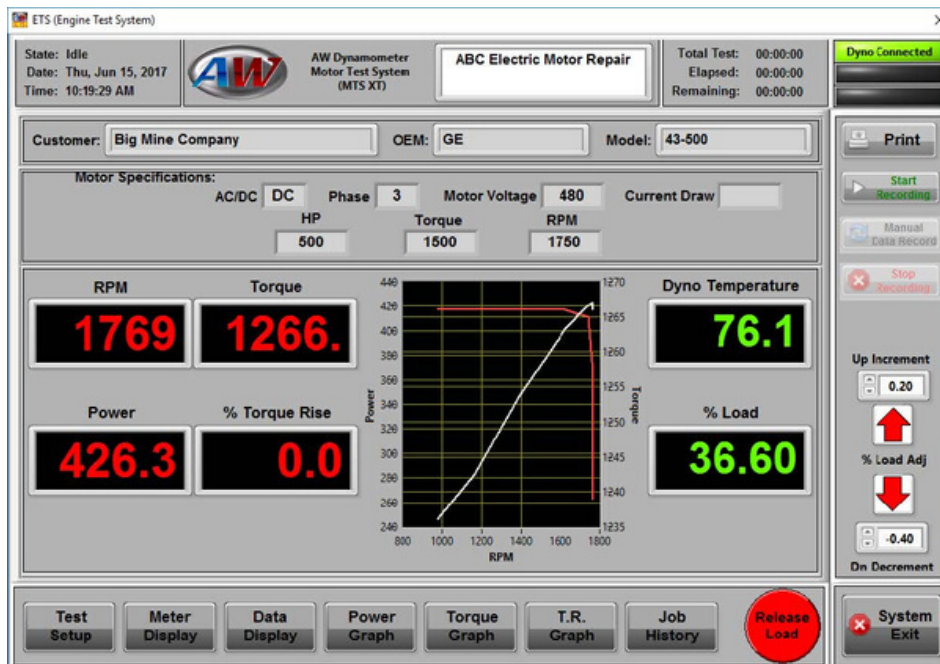 ETS (Engine Test System)
State: Idle
Date: Thu, Jun 15, 2017
Time: 10:19:29 AM
AW
AW Dynamometer
Motor Test System
(MTS XT)
ABC Electric Motor Repair
Total Test: 00:00:00
Elapsed: 00:00:00
Remaining: 00:00:00
Dyno Connected
Customer: Big Mine Company OEM: GE Model: 43-500
Motor Specifications:
AC/DC DC Phase 3 Motor Voltage 480 Current Draw
HP Torque RPM
500 1500 1750
RPM Torque
1769 1266.
Power % Torque Rise
426.3 0.0
440
420
400
380
360
340
320
300
280
260
240
Power
1270
1265
1260
1255
1250
1245
1240
1235
Torque
800 1000 1200 1400 1600 1800
RPM
Dyno Temperature
76.1
% Load
36.60
Print
Start
Recording
Manual
Data Record
Stop
Recording
Up Increment
0.20
% Load Adj
-0.40
Dn Decrement
Test
Setup
Meter
Display
Data
Display
Power
Graph
Torque
Graph
T.R.
Graph
Job
History
Release
Load
System
Exit